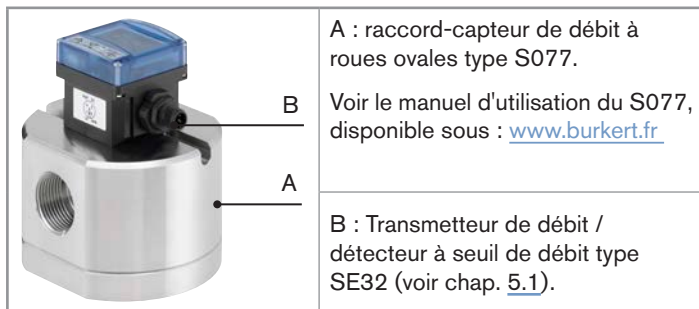 B
A
A : raccord-capteur de débit à
roues ovales type S077.
Voir le manuel d'utilisation du S077,
disponible sous : www.burkert.fr
B : Transmetteur de débit /
détecteur à seuil de débit type
SE32 (voir chap. 5.1).